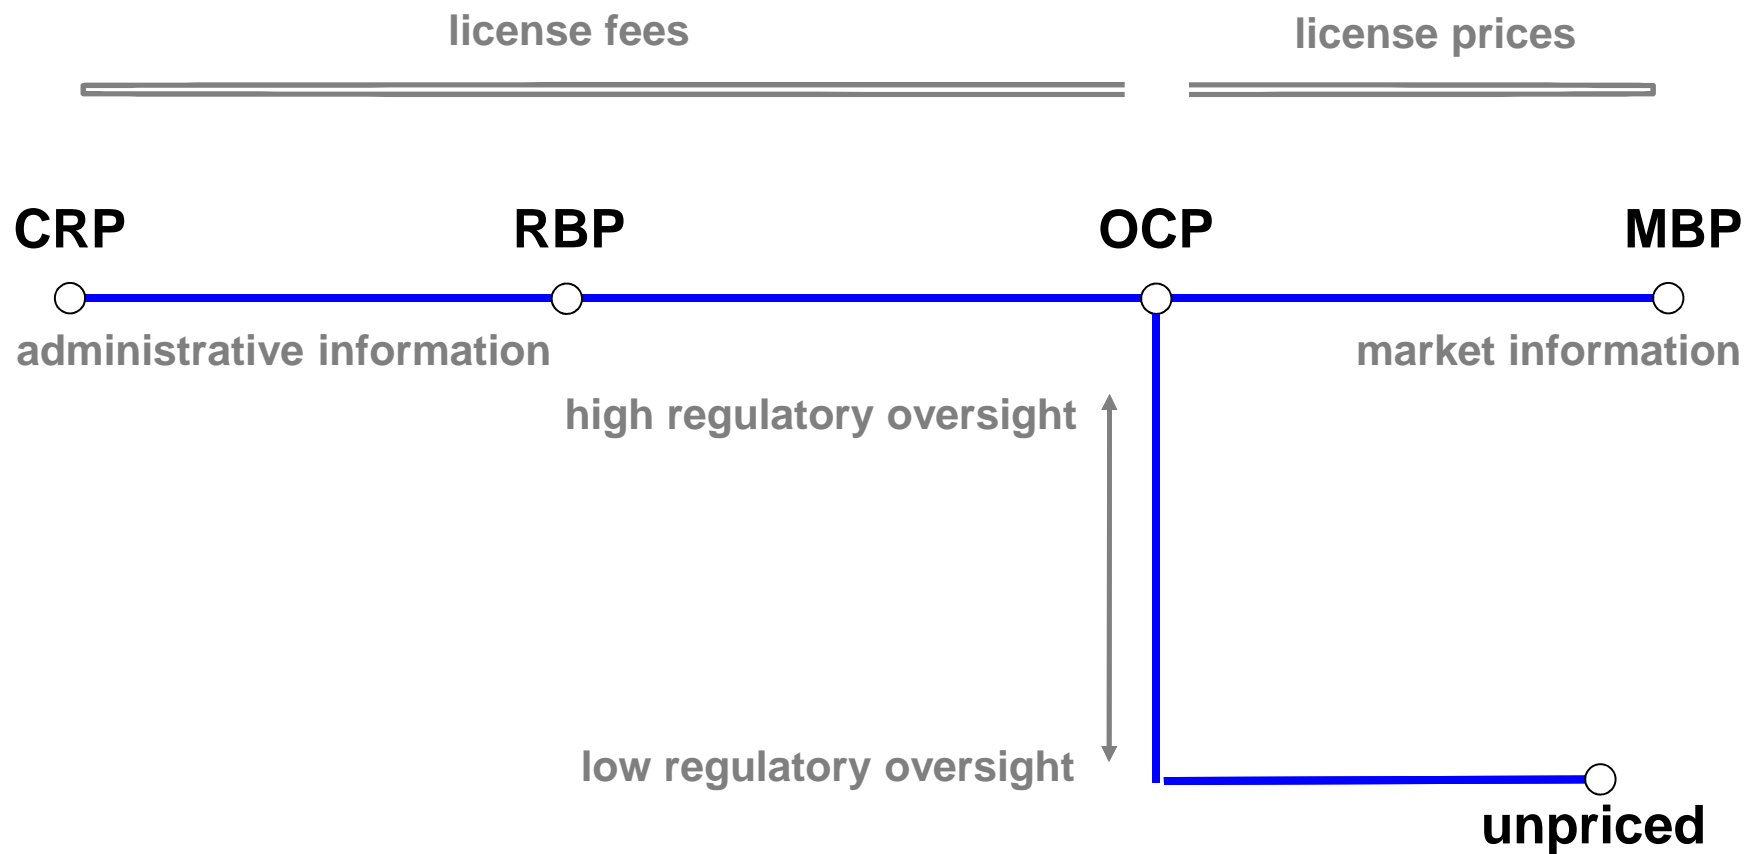 license fees
license prices
CRP
RBP
OCP
MBP
administrative information
market information
high regulatory oversight
low regulatory oversight
unpriced